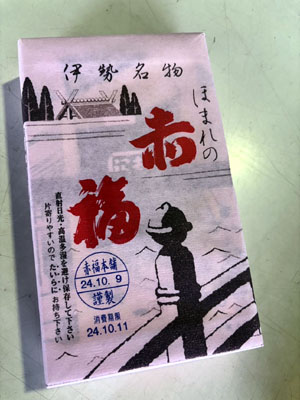 伊勢名物
ほまれの
赤福
直射日光・高温多湿を避け保存して下さい
片寄りやすいのでたいらにお持ち下さい
赤福本舗
24.10. 9
謹製
消費期限
24.10.11